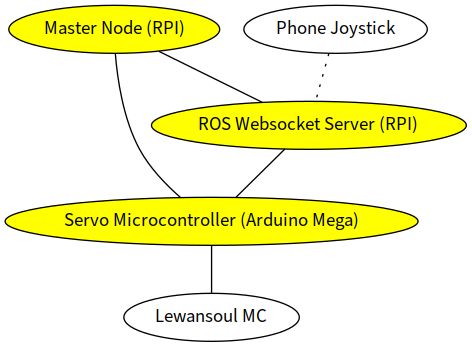 Master Node (RPI)
Phone Joystick
ROS Websocket Server (RPI)
Servo Microcontroller (Arduino Mega)
Lewansoul MC